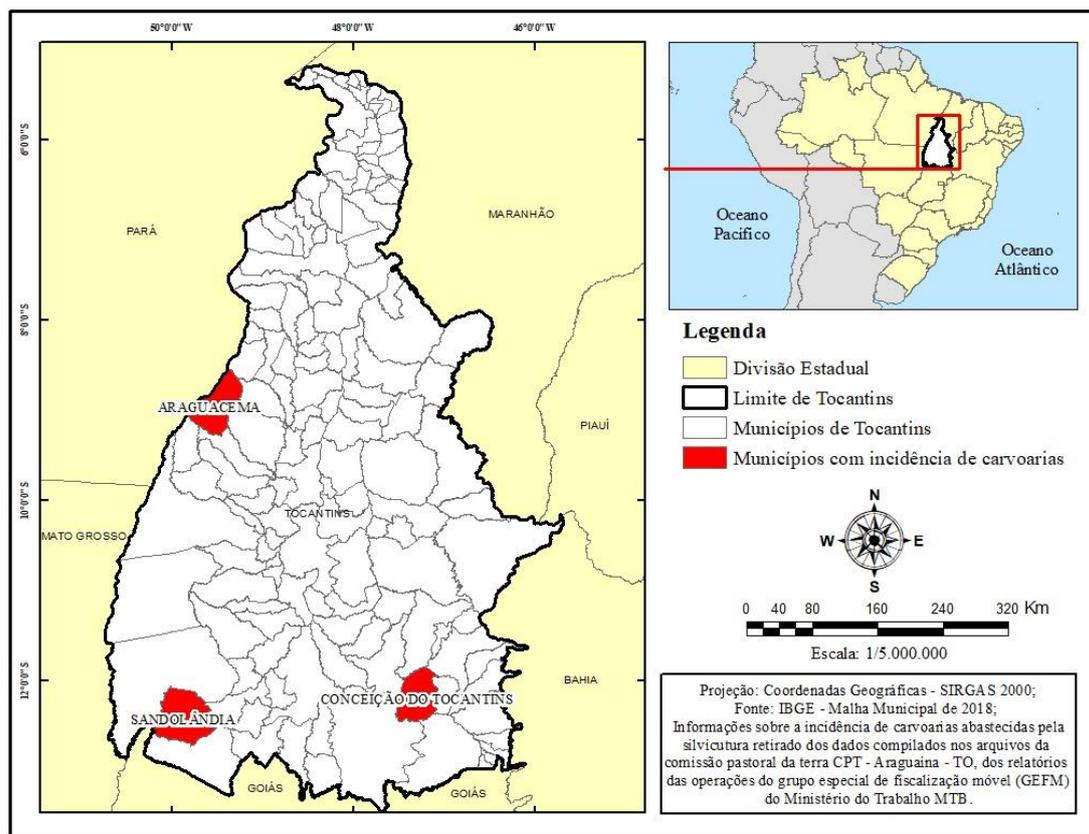 50°0'0"W
48°0'0"W
46°0'0"W
6°0'0"S
8°0'0"S
10°0'0"S
12°0'0"S
PARÁ
MARANHÃO
ARAGUACEMA
PIAUÍ
TOCANTINS
MATO GROSSO
BAHIA
CONCEIÇÃO DO TOCANTINS
SANDOLÂNDIA
GOIÁS
GOIÁS
Oceano
Pacifico
Oceano
Atlântico
Legenda
Divisão Estadual
Limite de Tocantins
Municípios de Tocantins
Municípios com incidência de carvoarias
N
W
E
S
0 40 80 160 240 320 Km
Escala: 1/5.000.000
Projeção: Coordenadas Geográficas - SIRGAS 2000;
Fonte: IBGE - Malha Municipal de 2018;
Informações sobre a incidência de carvoarias abastecidas pela
silvicutura retirado dos dados compilados nos arquivos da
comissão pastoral da terra CPT - Araguaina - TO, dos relatórios
das operações do grupo especial de fiscalização móvel (GEFM)
do Ministério do Trabalho MTB.